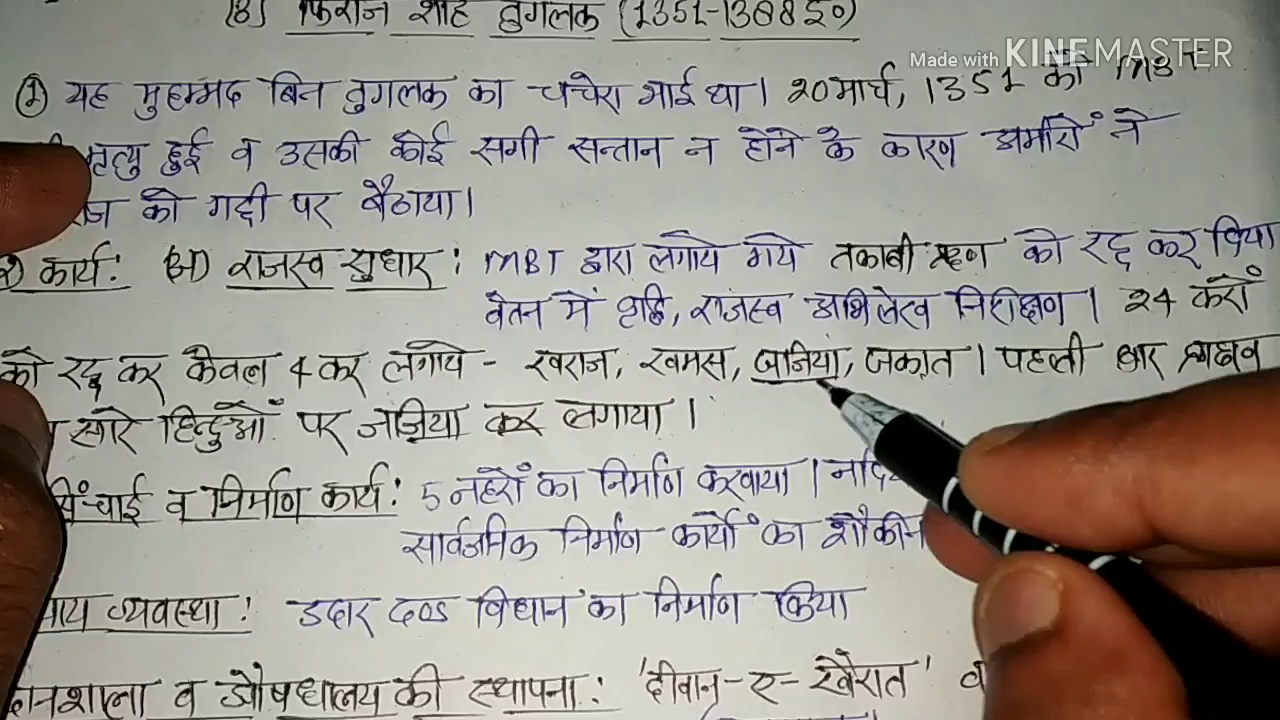 (B) फिरोज शाह तुगलक (1351-1388ई०)
Made with KINEMASTER
① यह मुहम्मद बिन तुगलक का चचेरा भाई था। 20 मार्च, 1351 को MBT
मृत्यु हुई व उसकी कोई सगी सन्तान न होने के कारण अमीरों ने
को गद्दी पर बैठाया।
कार्य: (अ) राजस्व सुधार: MBT द्वारा लगाये गये तकाबी ऋण को रद्द कर दिया
वेतन में वृद्धि, राजस्व अभिलेख निरीक्षण। 24 करों
को रद्द कर केवल 4 कर लगाये - खराज, खमस, जजिया, जकात। पहली बार
सारे हिन्दुओं पर जजिया कर लगाया।
व निर्माण कार्य: 5 नहरों का निर्माण करवाया।
सार्वजनिक निर्माण कार्यों का
व्यवस्था: उदार दण्ड विधान का निर्माण किया
व औषधालय की स्थापना: 'दीवान-ए-खैरात' व